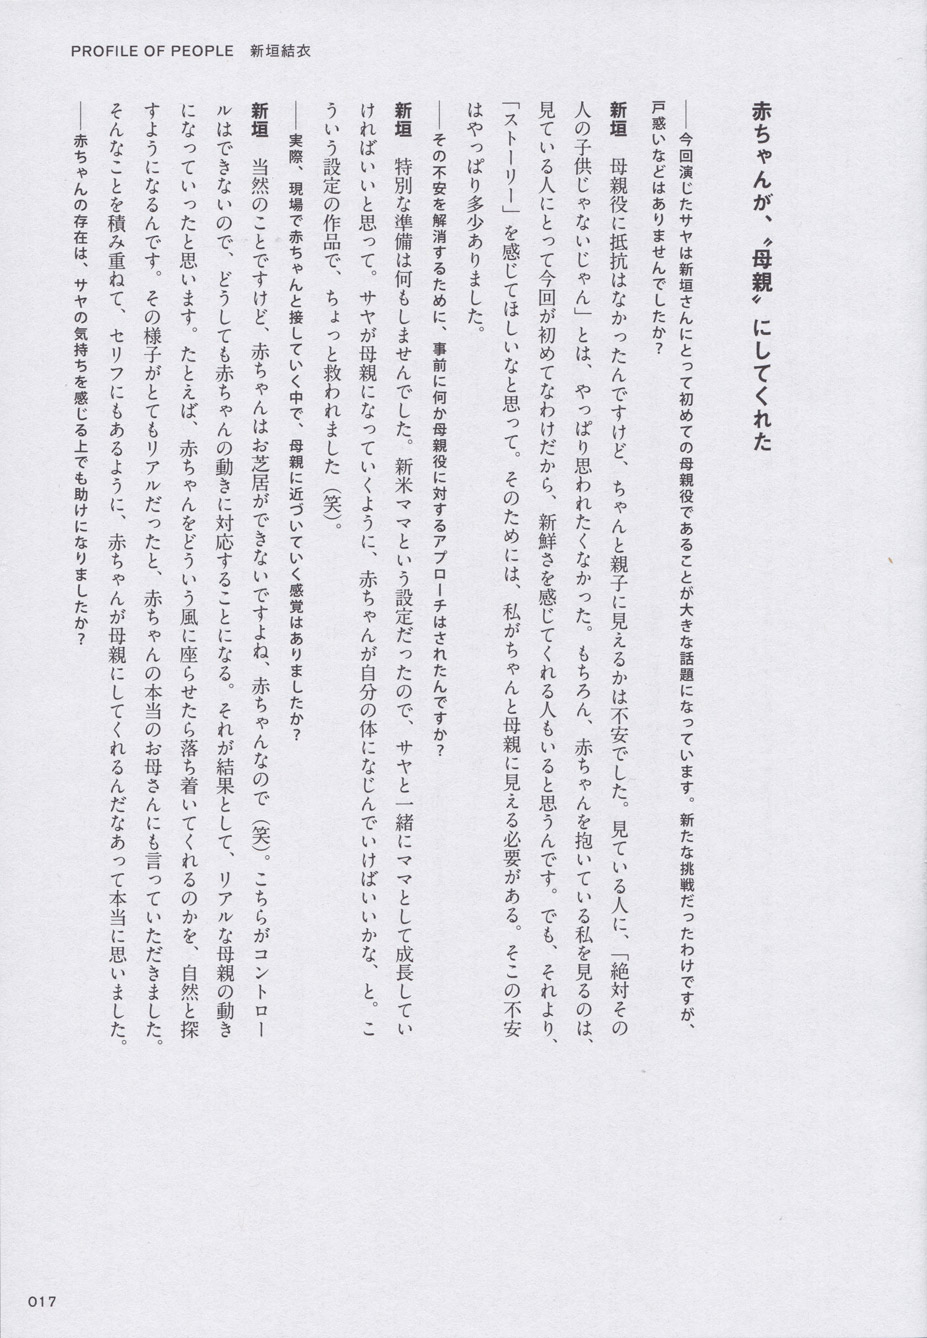 PROFILE OF PEOPLE 新垣結衣
赤ちゃんが、〝母親〟にしてくれた
――今回演じたサヤは新垣さんにとって初めての母親役であることが大きな話題になっています。新たな挑戦だったわけですが、
戸惑いなどはありませんでしたか?
新垣 母親役に抵抗はなかったんですけど、ちゃんと親子に見えるかは不安でした。見ている人に、「絶対その
人の子供じゃないじゃん」とは、やっぱり思われたくなかった。もちろん、赤ちゃんを抱いている私を見るのは、
見ている人にとって今回が初めてなわけだから、新鮮さを感じてくれる人もいると思うんです。でも、それより、
「ストーリー」を感じてほしいなと思って。そのためには、私がちゃんと母親に見える必要がある。そこの不安
はやっぱり多少ありました。
――その不安を解消するために、事前に何か母親役に対するアプローチはされたんですか?
新垣 特別な準備は何もしませんでした。新米ママという設定だったので、サヤと一緒にママとして成長してい
ければいいと思って。サヤが母親になっていくように、赤ちゃんが自分の体になじんでいけばいいかな、と。こ
ういう設定の作品で、ちょっと救われました(笑)。
――実際、現場で赤ちゃんと接していく中で、母親に近づいていく感覚はありましたか?
新垣 当然のことですけど、赤ちゃんはお芝居ができないですよね、赤ちゃんなので(笑)。こちらがコントロー
ルはできないので、どうしても赤ちゃんの動きに対応することになる。それが結果として、リアルな母親の動き
になっていったと思います。たとえば、赤ちゃんをどういう風に座らせたら落ち着いてくれるのかを、自然と探
すようになるんです。その様子がとてもリアルだったと、赤ちゃんの本当のお母さんにも言っていただきました。
そんなことを積み重ねて、セリフにもあるように、赤ちゃんが母親にしてくれるんだなあって本当に思いました。
――赤ちゃんの存在は、サヤの気持ちを感じる上でも助けになりましたか?
017